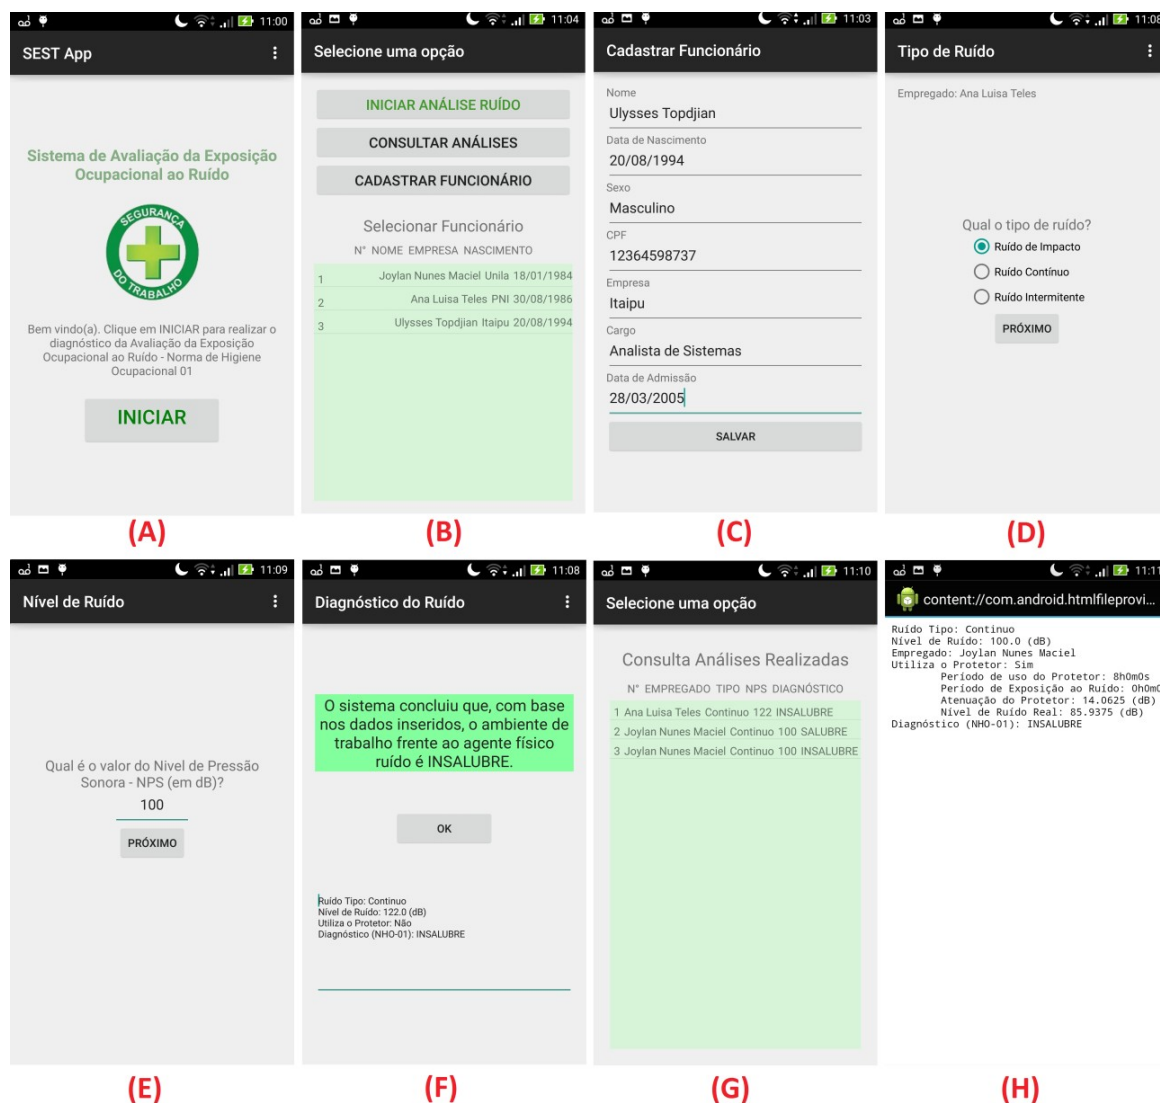 11:00
SEST App
Sistema de Avaliação da Exposição
Ocupacional ao Ruído
SEGURANÇA
DO TRABALHO
Bem vindo(a). Clique em INICIAR para realizar o
diagnóstico da Avaliação da Exposição
Ocupacional ao Ruído - Norma de Higiene
Ocupacional 01
INICIAR
(A)
11:04
Selecione uma opção
INICIAR ANÁLISE RUÍDO
CONSULTAR ANÁLISES
CADASTRAR FUNCIONÁRIO
Selecionar Funcionário
N° NOME EMPRESA NASCIMENTO
1 Joylan Nunes Maciel Unila 18/01/1984
2 Ana Luisa Teles PNI 30/08/1986
3 Ulysses Topdjian Itaipu 20/08/1994
(B)
11:03
Cadastrar Funcionário
Nome
Ulysses Topdjian
Data de Nascimento
20/08/1994
Sexo
Masculino
CPF
12364598737
Empresa
Itaipu
Cargo
Analista de Sistemas
Data de Admissão
28/03/2005
SALVAR
(C)
11:08
Tipo de Ruído
Empregado: Ana Luisa Teles
Qual o tipo de ruído?
Ruído de Impacto
Ruído Contínuo
Ruído Intermitente
PRÓXIMO
(D)
11:09
Nível de Ruído
Qual é o valor do Nivel de Pressão
Sonora - NPS (em dB)?
100
PRÓXIMO
(E)
11:08
Diagnóstico do Ruído
O sistema concluiu que, com base
nos dados inseridos, o ambiente de
trabalho frente ao agente físico
ruído é INSALUBRE.
OK
Ruído Tipo: Continuo
Nível de Ruído: 122.0 (dB)
Utiliza o Protetor: Não
Diagnóstico (NHO-01): INSALUBRE
(F)
11:10
Selecione uma opção
Consulta Análises Realizadas
N° EMPREGADO TIPO NPS DIAGNÓSTICO
1 Ana Luisa Teles Continuo 122 INSALUBRE
2 Joylan Nunes Maciel Continuo 100 SALUBRE
3 Joylan Nunes Maciel Continuo 100 INSALUBRE
(G)
11:11
content://com.android.htmlfileprovi...
Ruído Tipo: Continuo
Nível de Ruído: 100.0 (dB)
Empregado: Joylan Nunes Maciel
Utiliza o Protetor: Sim
Período de uso do Protetor: 8h0m0s
Período de Exposição ao Ruído: 0h0m0
Atenuação do Protetor: 14.0625 (dB)
Nível de Ruído Real: 85.9375 (dB)
Diagnóstico (NHO-01): INSALUBRE
(H)